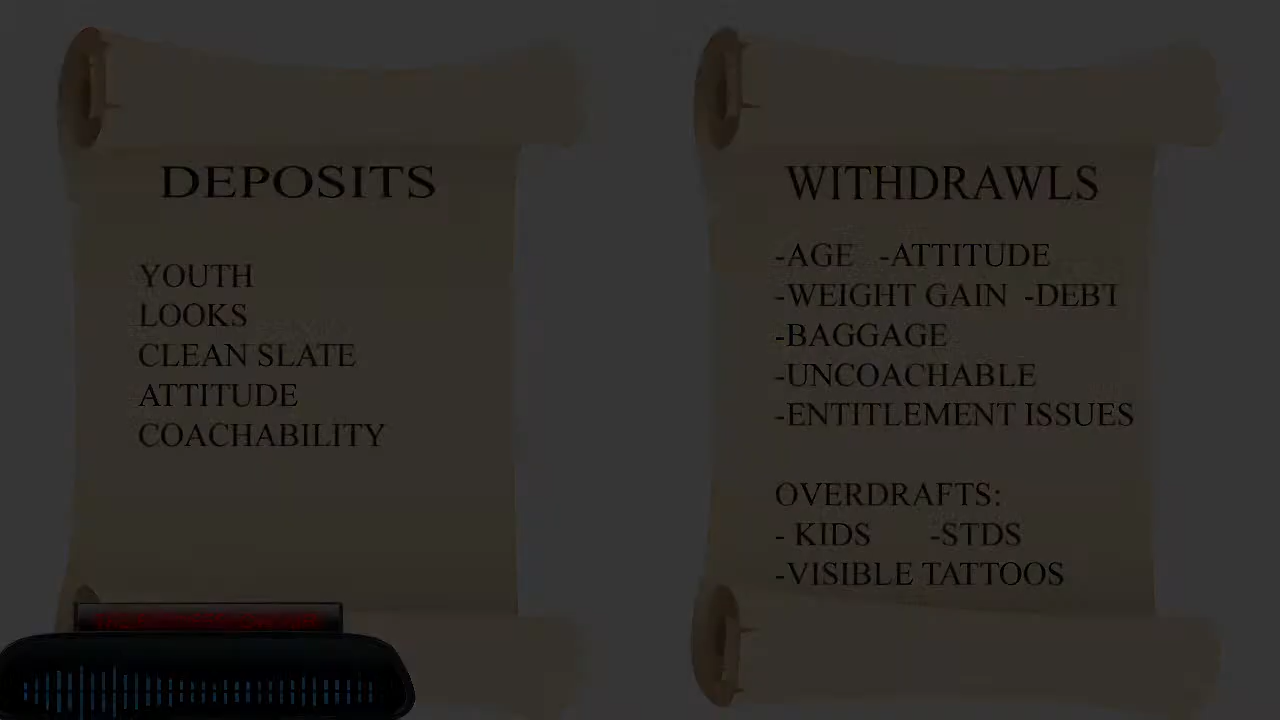 DEPOSITS
YOUTH
LOOKS
CLEAN SLATE
ATTITUDE
COACHABILITY
WITHDRAWLS
-AGE -ATTITUDE
-WEIGHT GAIN -DEBT
-BAGGAGE
-UNCOACHABLE
-ENTITLEMENT ISSUES
OVERDRAFTS:
- KIDS -STDS
-VISIBLE TATTOOS